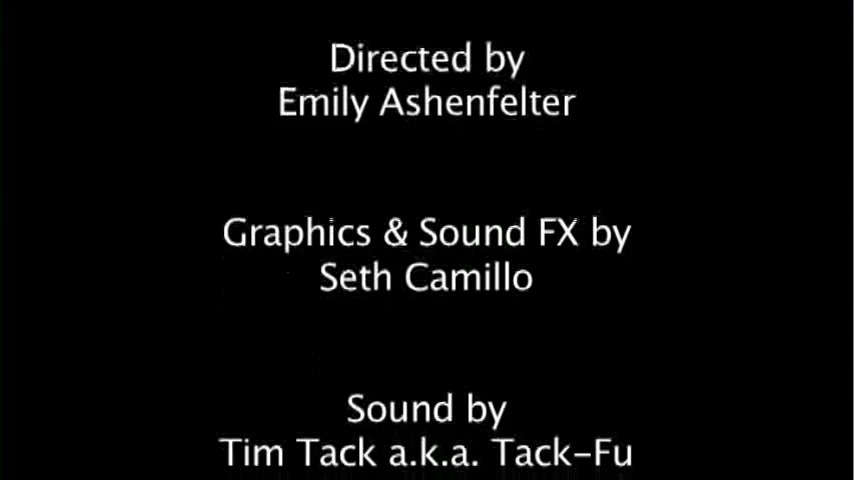 Directed by
Emily Ashenfelter
Graphics & Sound FX by
Seth Camillo
Sound by
Tim Tack a.k.a. Tack-Fu